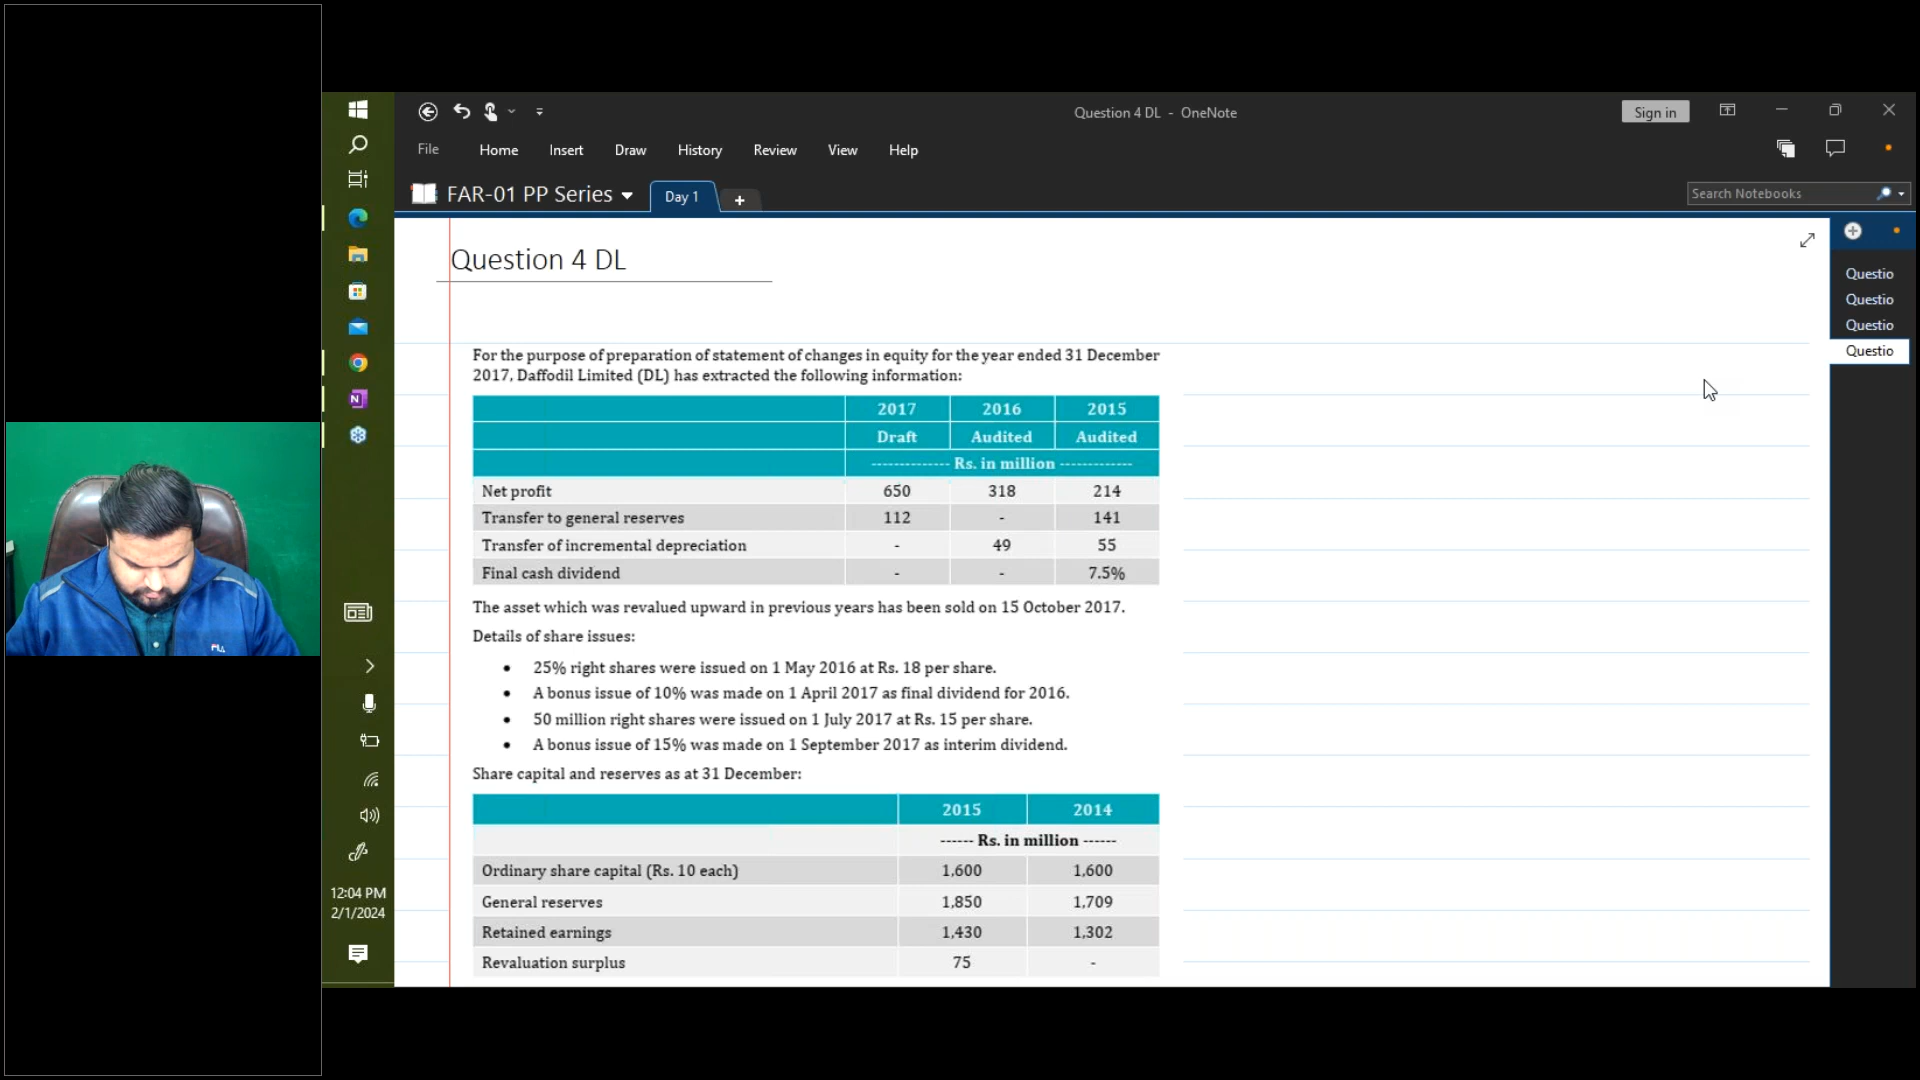 Question 4 DL - OneNote
Sign in
File Home Insert Draw History Review View Help
FAR-01 PP Series
Day 1
Search Notebooks
Question 4 DL
Questio
Questio
Questio
Questio
For the purpose of preparation of statement of changes in equity for the year ended 31 December
2017, Daffodil Limited (DL) has extracted the following information:
2017 2016 2015
Draft Audited Audited
-------------- Rs. in million -------------
Net profit 650 318 214
Transfer to general reserves 112 - 141
Transfer of incremental depreciation - 49 55
Final cash dividend - - 7.5%
The asset which was revalued upward in previous years has been sold on 15 October 2017.
Details of share issues:
• 25% right shares were issued on 1 May 2016 at Rs. 18 per share.
• A bonus issue of 10% was made on 1 April 2017 as final dividend for 2016.
• 50 million right shares were issued on 1 July 2017 at Rs. 15 per share.
• A bonus issue of 15% was made on 1 September 2017 as interim dividend.
Share capital and reserves as at 31 December:
2015 2014
------ Rs. in million ------
Ordinary share capital (Rs. 10 each) 1,600 1,600
General reserves 1,850 1,709
Retained earnings 1,430 1,302
Revaluation surplus 75 -
12:04 PM
2/1/2024
FILA